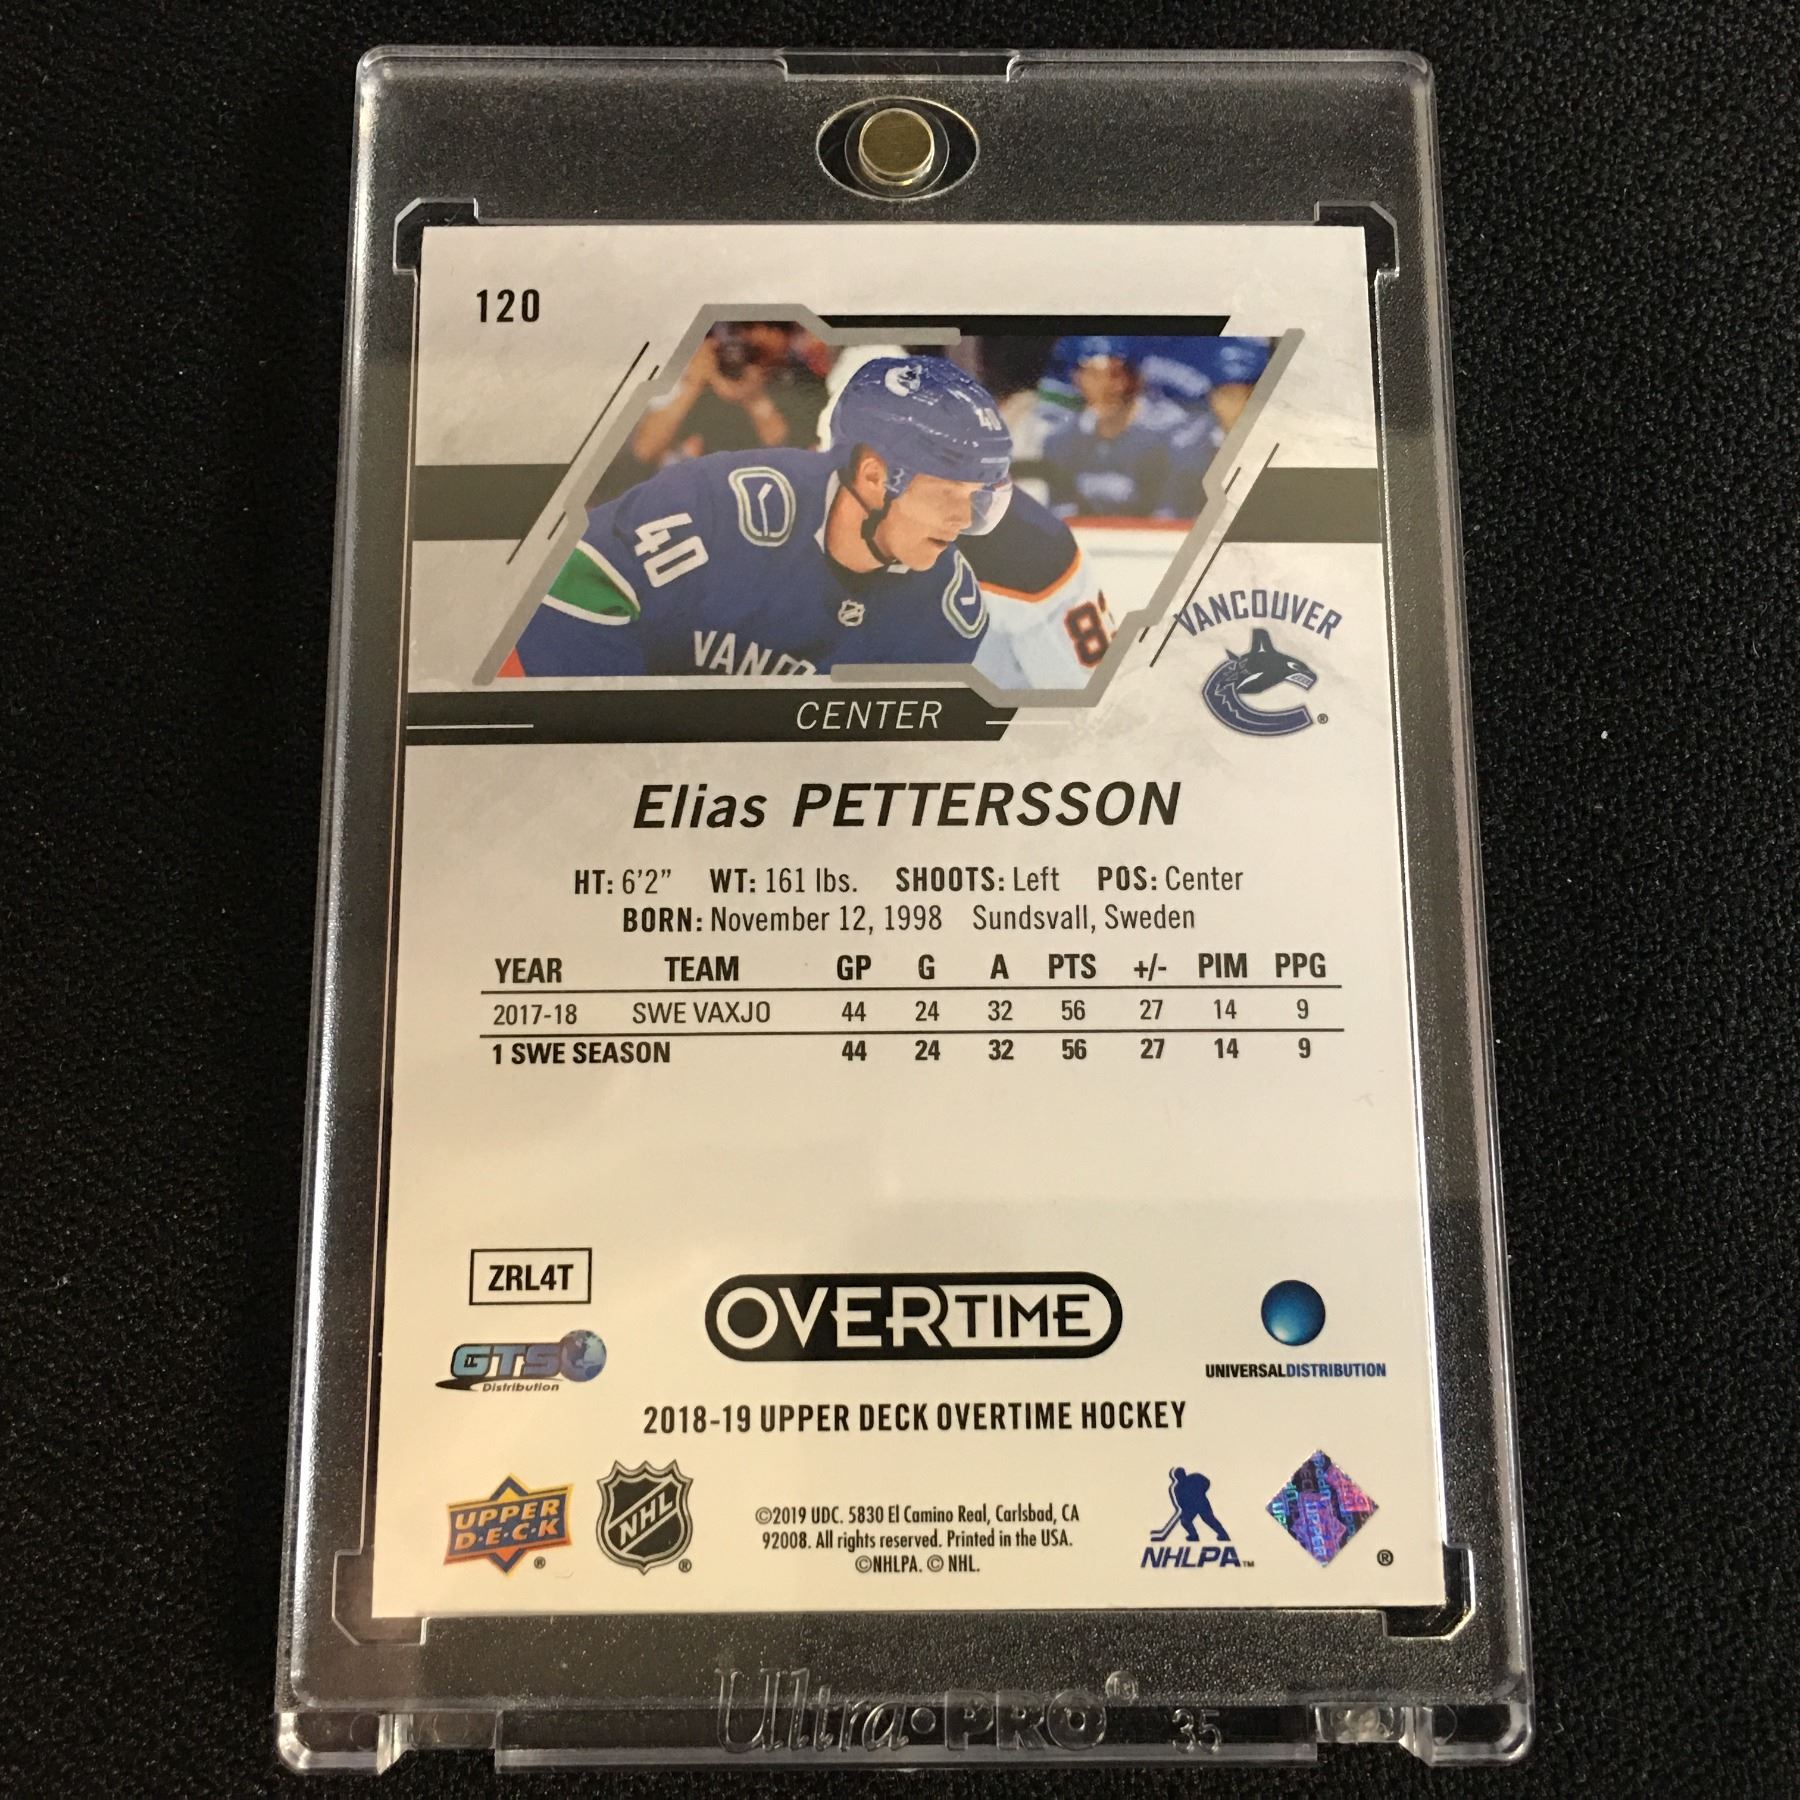 120
40
40
VAN
8
VANCOUVER
®
CENTER
Elias PETTERSSON
HT: 6'2" WT: 161 lbs. SHOOTS: Left POS: Center
BORN: November 12, 1998 Sundsvall, Sweden
YEAR TEAM GP G A PTS +/- PIM PPG
2017-18 SWE VAXJO 44 24 32 56 27 14 9
1 SWE SEASON 44 24 32 56 27 14 9
ZRL4T
GTS
Distribution
OVERTIME
UNIVERSALDISTRIBUTION
2018-19 UPPER DECK OVERTIME HOCKEY
UPPER
D·E·C·K
®
NHL
®
©2019 UDC. 5830 El Camino Real, Carlsbad, CA
92008. All rights reserved. Printed in the USA.
©NHLPA. © NHL.
NHLPA™
UPPER
®
Ultra·PRO® 35